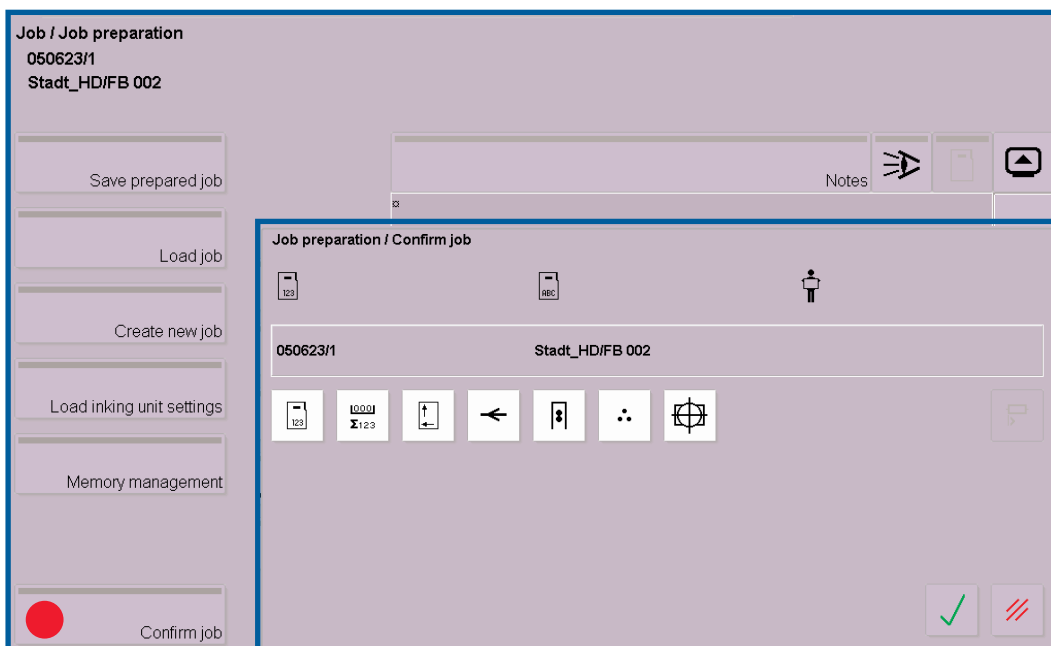 Job / Job preparation
050623/1
Stadt_HD/FB 002
Save prepared job
Notes
Load job
Create new job
Load inking unit settings
Memory management
Confirm job
Job preparation / Confirm job
123
ABC
050623/1
Stadt_HD/FB 002
123
000
Σ123